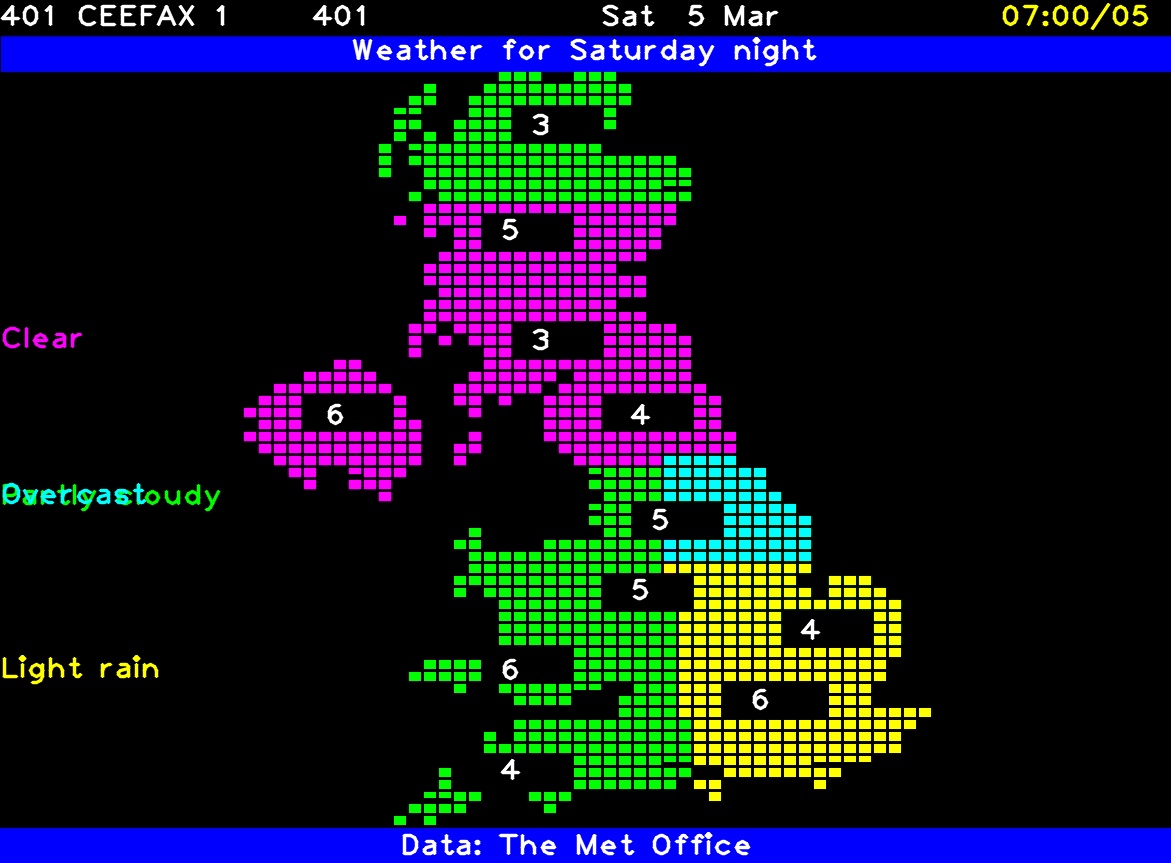 401 CEEFAX 1 401 Sat 5 Mar 07:00/05
Weather for Saturday night
3
5
Clear
3
6
4
Overcast
Partly cloudy
5
5
4
Light rain
6
6
4
Data: The Met Office